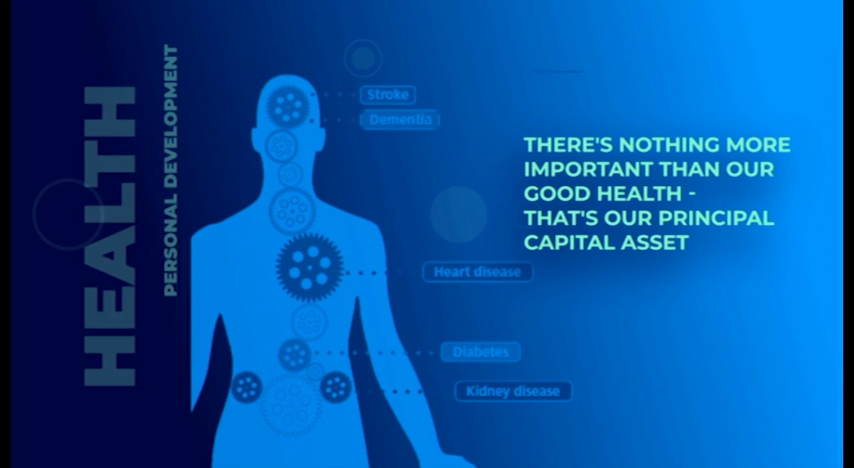 HEALTH
PERSONAL DEVELOPMENT
Stroke
Dementia
Heart disease
Diabetes
Kidney disease
THERE'S NOTHING MORE
IMPORTANT THAN OUR
GOOD HEALTH -
THAT'S OUR PRINCIPAL
CAPITAL ASSET